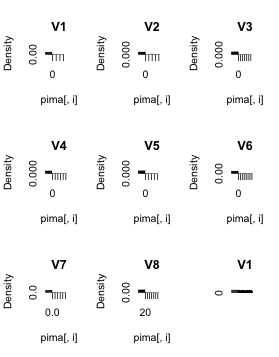 V1 V2 V3
Density 0.00 Density 0.000 Density 0.000
0 0 0
pima[, i] pima[, i] pima[, i]
V4 V5 V6
Density 0.000 Density 0.000 Density 0.00
0 0 0
pima[, i] pima[, i] pima[, i]
V7 V8 V1
Density 0.0 Density 0.00 0
0.0 20
pima[, i] pima[, i]